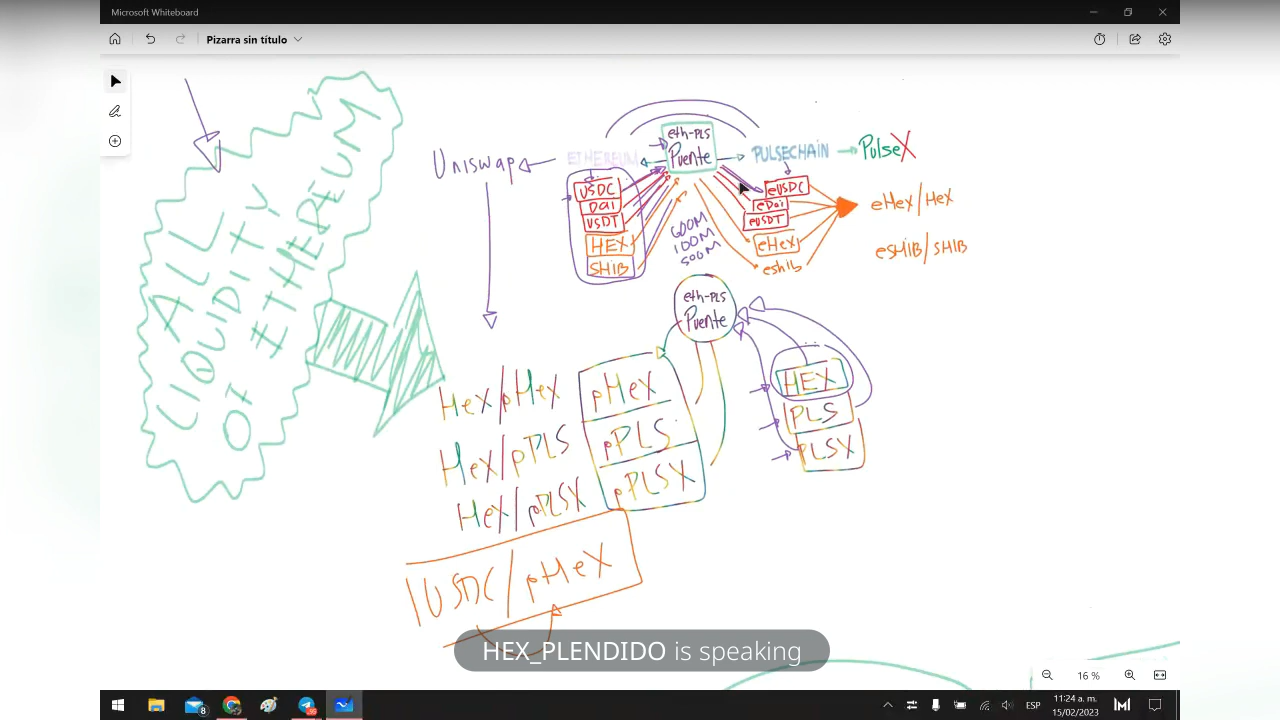 Microsoft Whiteboard
Pizarra sin título
ALL
LIQUIDITY
OF
ETHEREUM
Uniswap
ETHEREUM
eth-PLS
Puente
PULSECHAIN
PulseX
USDC
Dai
USDT
HEX
SHIB
600M
100M
500M
eUSDC
eDai
eUSDT
eHex
eshib
eHex/Hex
eSHIB/SHIB
eth-PLS
Puente
HEX
PLS
PLSX
pHeX
pPLS
pPLSX
HeX/pHeX
HeX/pPLS
HeX/pPLSX
USDC/pHeX
HEX_PLENDIDO is speaking
16 %
8
ESP
11:24 a. m.
15/02/2023